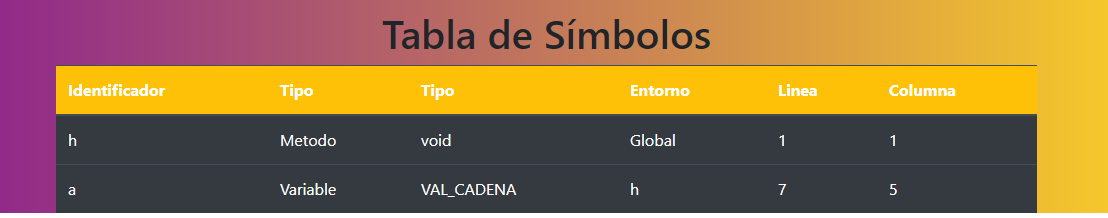 Tabla de Símbolos
Identificador Tipo Tipo Entorno Linea Columna
h Metodo void Global 1 1
a Variable VAL_CADENA h 7 5